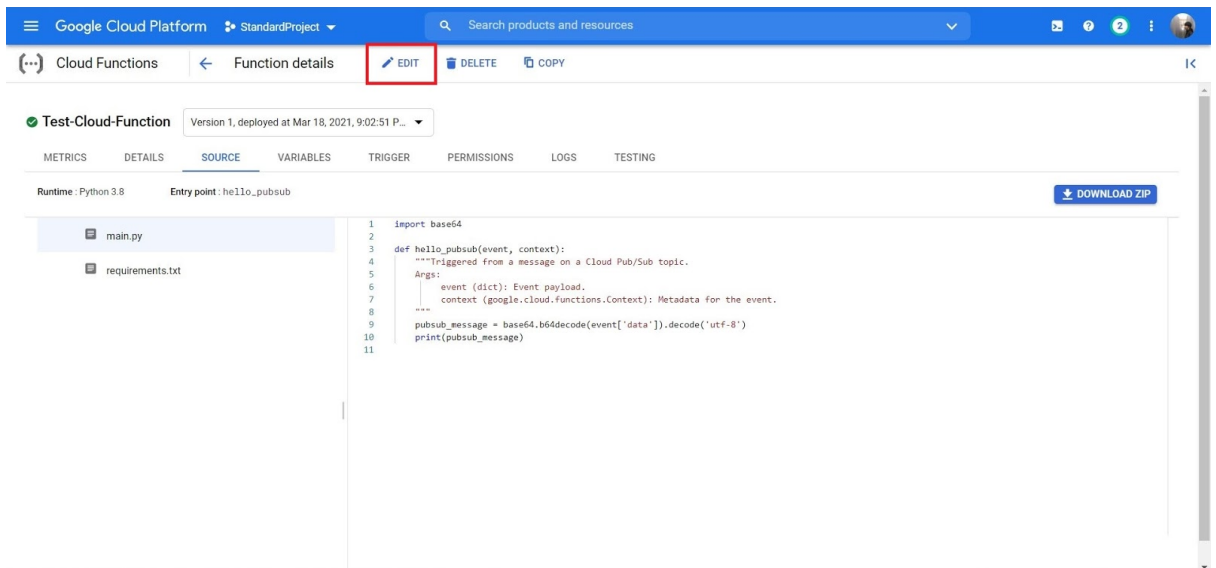 Google Cloud Platform StandardProject Search products and resources 2
Cloud Functions Function details EDIT DELETE COPY
Test-Cloud-Function Version 1, deployed at Mar 18, 2021, 9:02:51 P...
METRICS DETAILS SOURCE VARIABLES TRIGGER PERMISSIONS LOGS TESTING
Runtime : Python 3.8 Entry point : hello_pubsub DOWNLOAD ZIP
main.py
requirements.txt
1 import base64
2
3 def hello_pubsub(event, context):
4 """Triggered from a message on a Cloud Pub/Sub topic.
5 Args:
6 event (dict): Event payload.
7 context (google.cloud.functions.Context): Metadata for the event.
8 """
9 pubsub_message = base64.b64decode(event['data']).decode('utf-8')
10 print(pubsub_message)
11